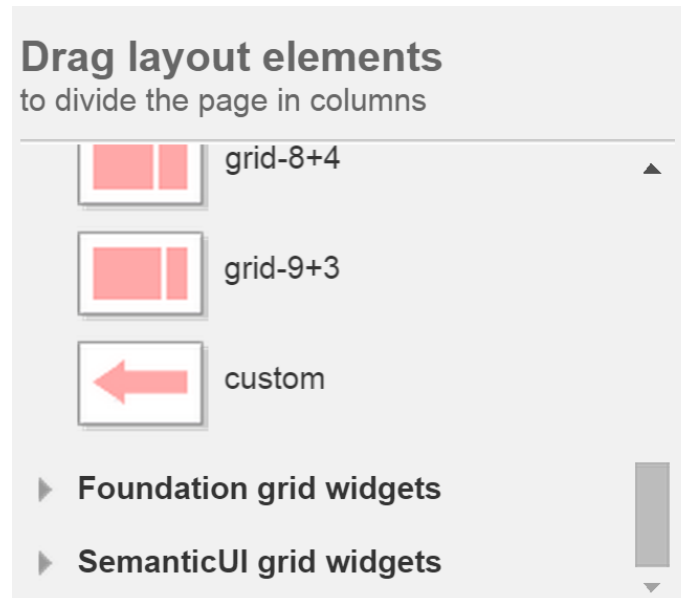 Drag layout elements
to divide the page in columns
grid-8+4
grid-9+3
custom
Foundation grid widgets
SemanticUI grid widgets